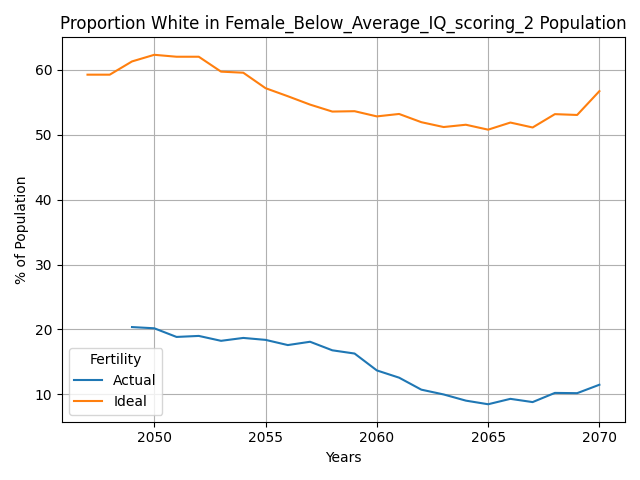 Proportion White in Female_Below_Average_IQ_scoring_2 Population
% of Population
60
50
40
30
20
10
Fertility
Actual
Ideal
2050
2055
2060
2065
2070
Years